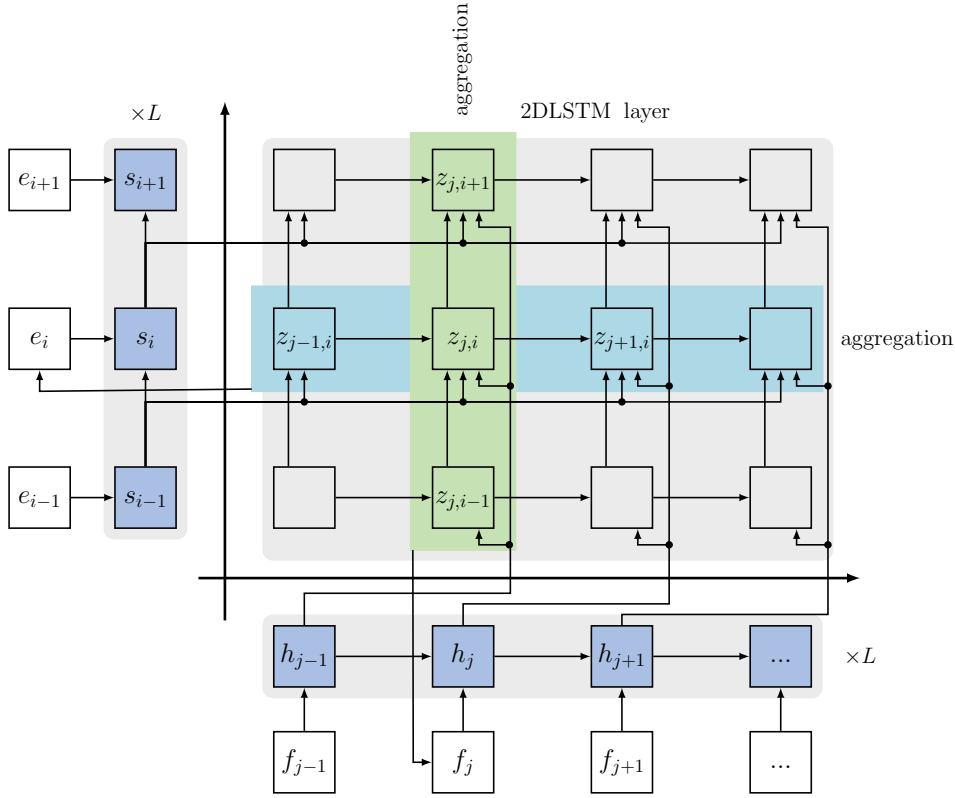 aggregation
×L
2DLSTM layer
e_{i+1}
s_{i+1}
z_{j,i+1}
e_i
s_i
z_{j−1,i}
z_{j,i}
z_{j+1,i}
aggregation
e_{i−1}
s_{i−1}
z_{j,i−1}
h_{j−1}
h_j
h_{j+1}
...
×L
f_{j−1}
f_j
f_{j+1}
...